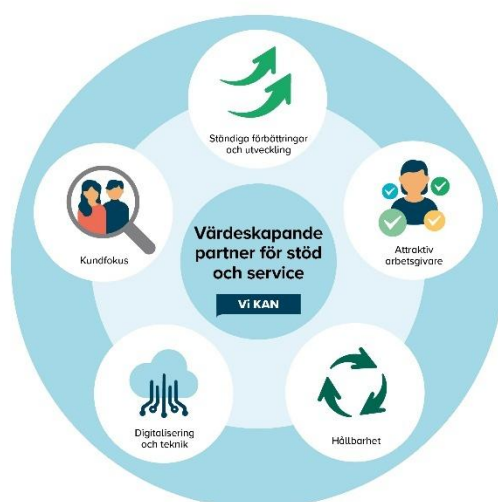 Ständiga förbättringar
och utveckling
Kundfokus
Värdeskapande
partner för stöd
och service
Vi KAN
Attraktiv
arbetsgivare
Digitalisering
och teknik
Hållbarhet